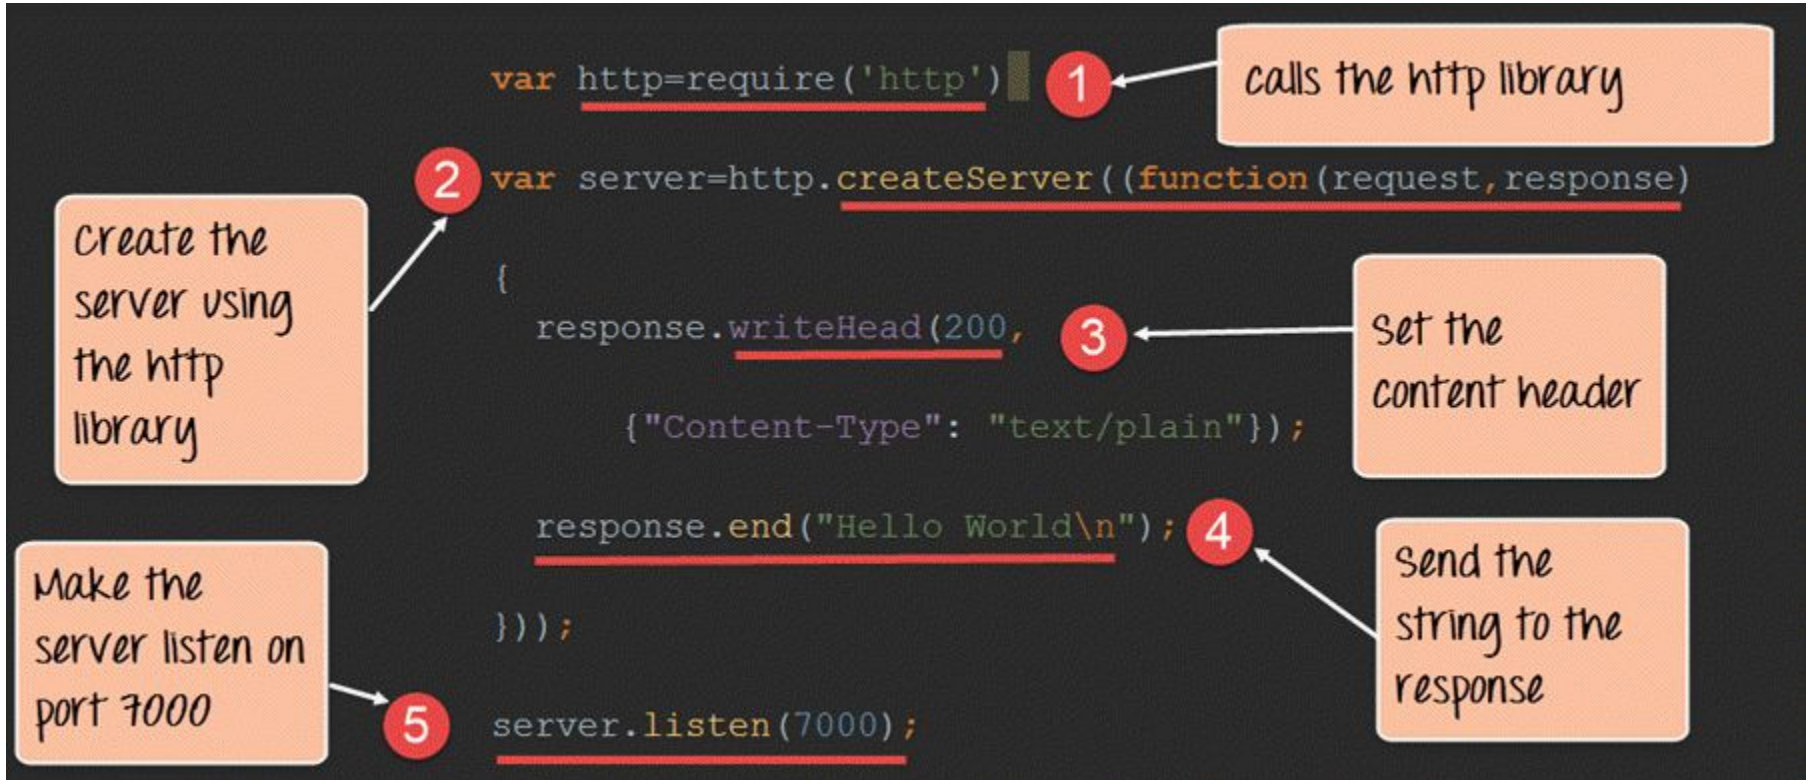 var http=require('http')
1
calls the http library
2
var server=http.createServer((function(request,response)
Create the
server using
the http
library
{
response.writeHead(200,
3
Set the
content header
{"Content-Type": "text/plain"});
response.end("Hello World\n");
4
Send the
string to the
response
}));
Make the
server listen on
port 7000
5
server.listen(7000);